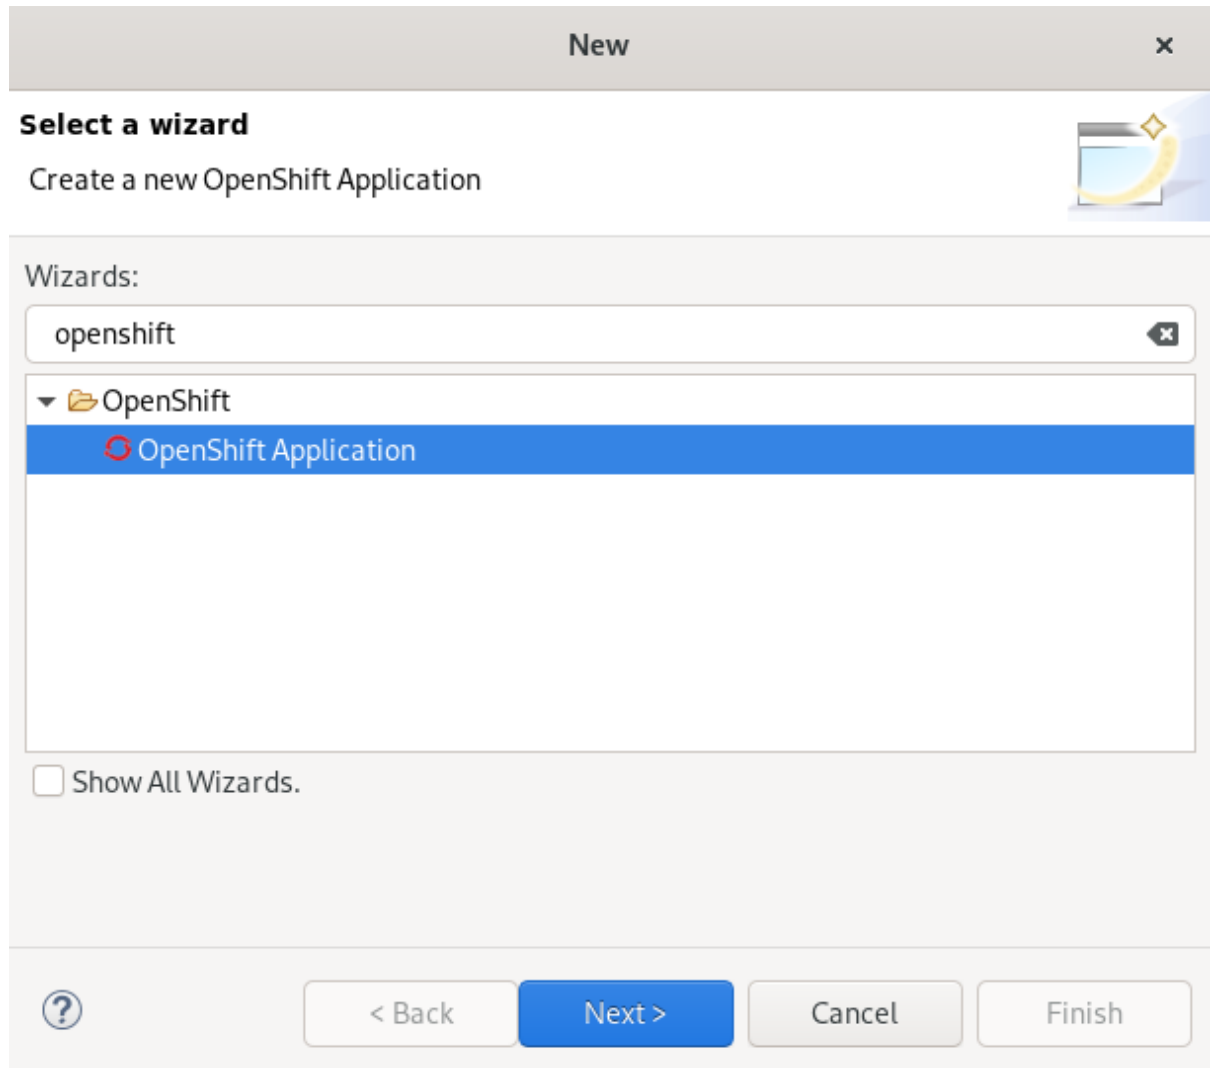 New
Select a wizard
Create a new OpenShift Application
Wizards:
openshift
OpenShift
OpenShift Application
Show All Wizards.
< Back Next > Cancel Finish